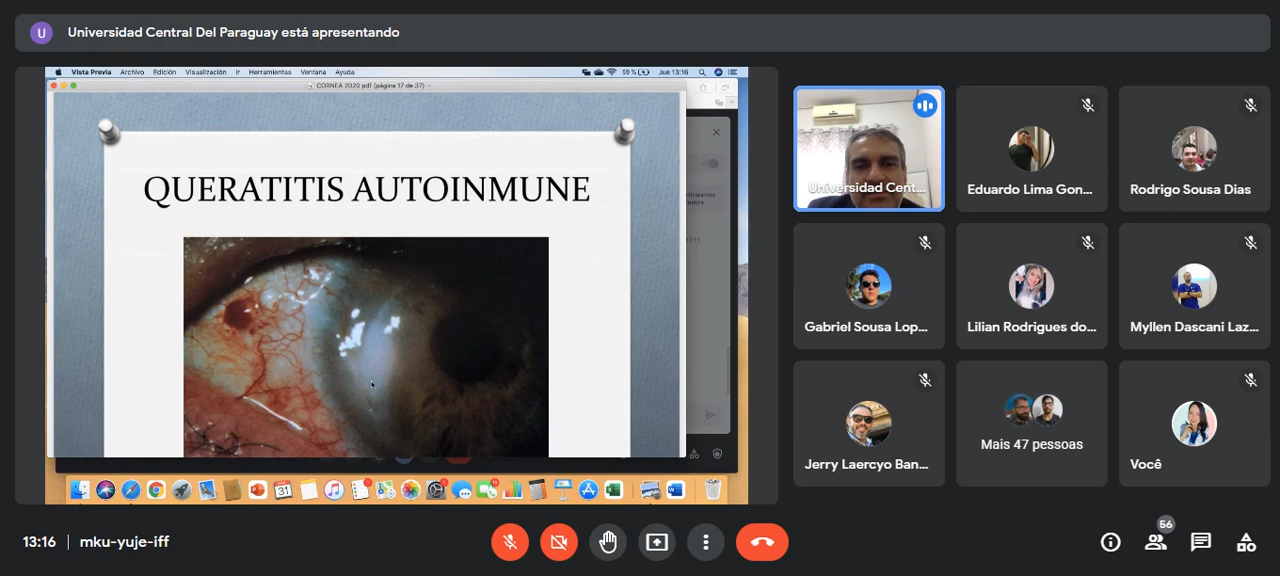 U
Universidad Central Del Paraguay está apresentando
Vista Previa Archivo Edición Visualización Ir Herramientas Ventana Ayuda
59 % Jue 13:16
CORNEA 2020 pdf (página 17 de 37)
QUERATITIS AUTOINMUNE
Universidad Cent...
Eduardo Lima Gon...
Rodrigo Sousa Dias
Gabriel Sousa Lop...
Lilian Rodrigues do...
Myllen Dascani Laz...
Jerry Laercyo Ban...
Mais 47 pessoas
Você
31
13:16 | mku-yuje-iff
56